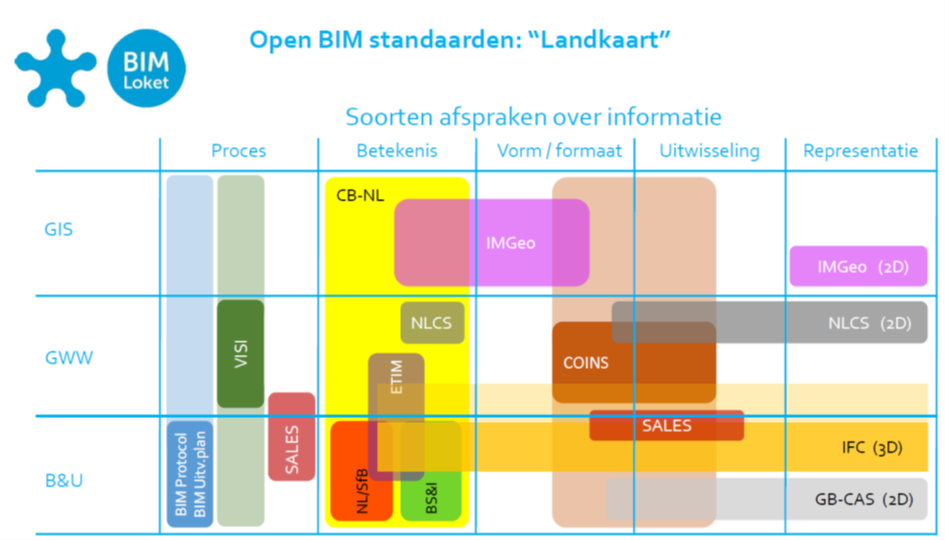 BIM
Loket
Open BIM standaarden: “Landkaart”
Soorten afspraken over informatie
Proces
Betekenis
Vorm / formaat
Uitwisseling
Representatie
GIS
CB-NL
IMGeo
IMGeo (2D)
GWW
VISI
NLCS
NLCS (2D)
ETIM
COINS
B&U
BIM Protocol
BIM Uitv.plan
SALES
NL/SfB
BS&I
SALES
IFC (3D)
GB-CAS (2D)